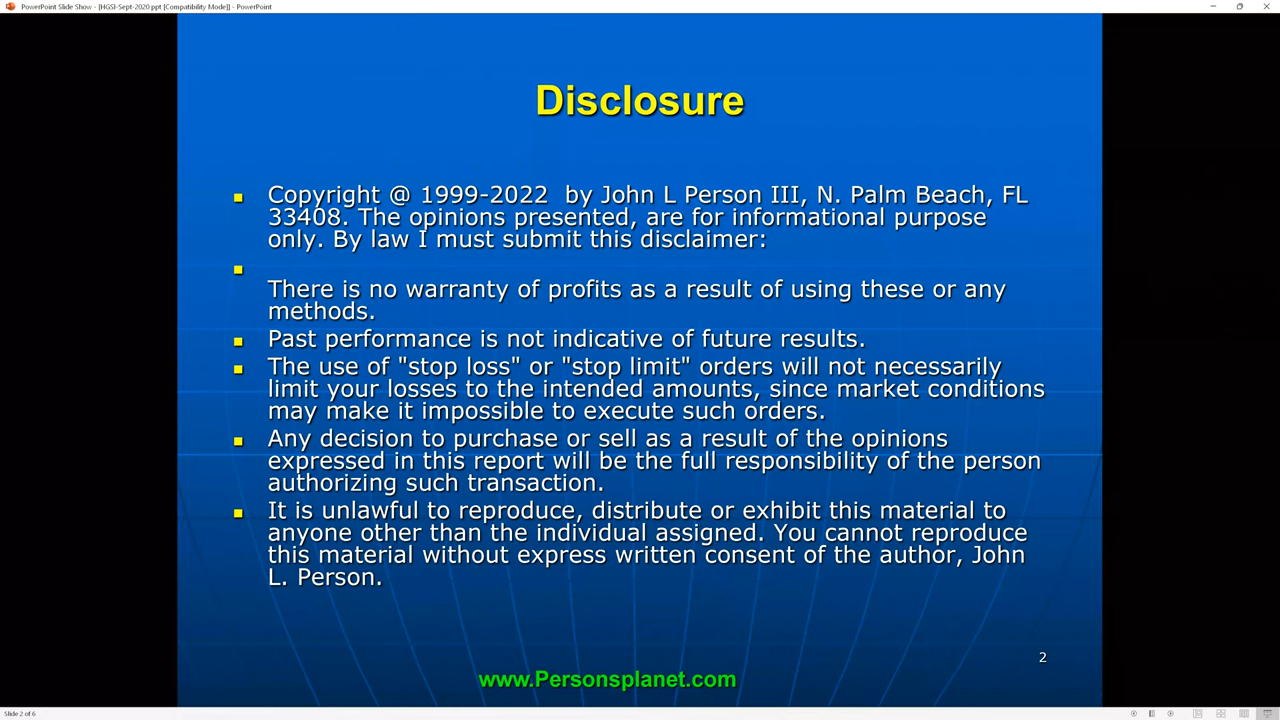 PowerPoint Slide Show - [HGSI-Sept-2020.ppt [Compatibility Mode]] - PowerPoint
Disclosure
Copyright @ 1999-2022  by John L Person III, N. Palm Beach, FL
33408. The opinions presented, are for informational purpose
only. By law I must submit this disclaimer:
There is no warranty of profits as a result of using these or any
methods.
Past performance is not indicative of future results.
The use of "stop loss" or "stop limit" orders will not necessarily
limit your losses to the intended amounts, since market conditions
may make it impossible to execute such orders.
Any decision to purchase or sell as a result of the opinions
expressed in this report will be the full responsibility of the person
authorizing such transaction.
It is unlawful to reproduce, distribute or exhibit this material to
anyone other than the individual assigned. You cannot reproduce
this material without express written consent of the author, John
L. Person.
2
www.Personsplanet.com
Slide 2 of 6